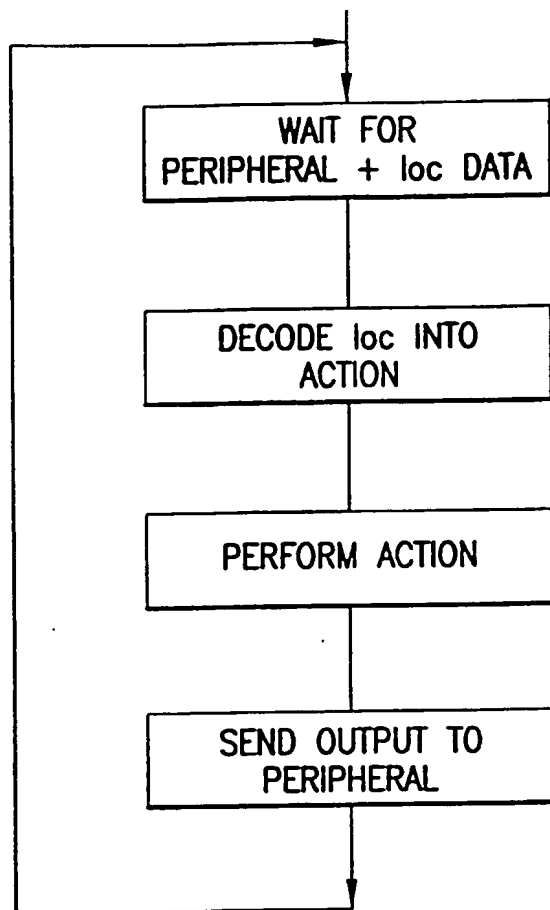 WAIT FOR
PERIPHERAL + loc DATA
DECODE loc INTO
ACTION
PERFORM ACTION
SEND OUTPUT TO
PERIPHERAL